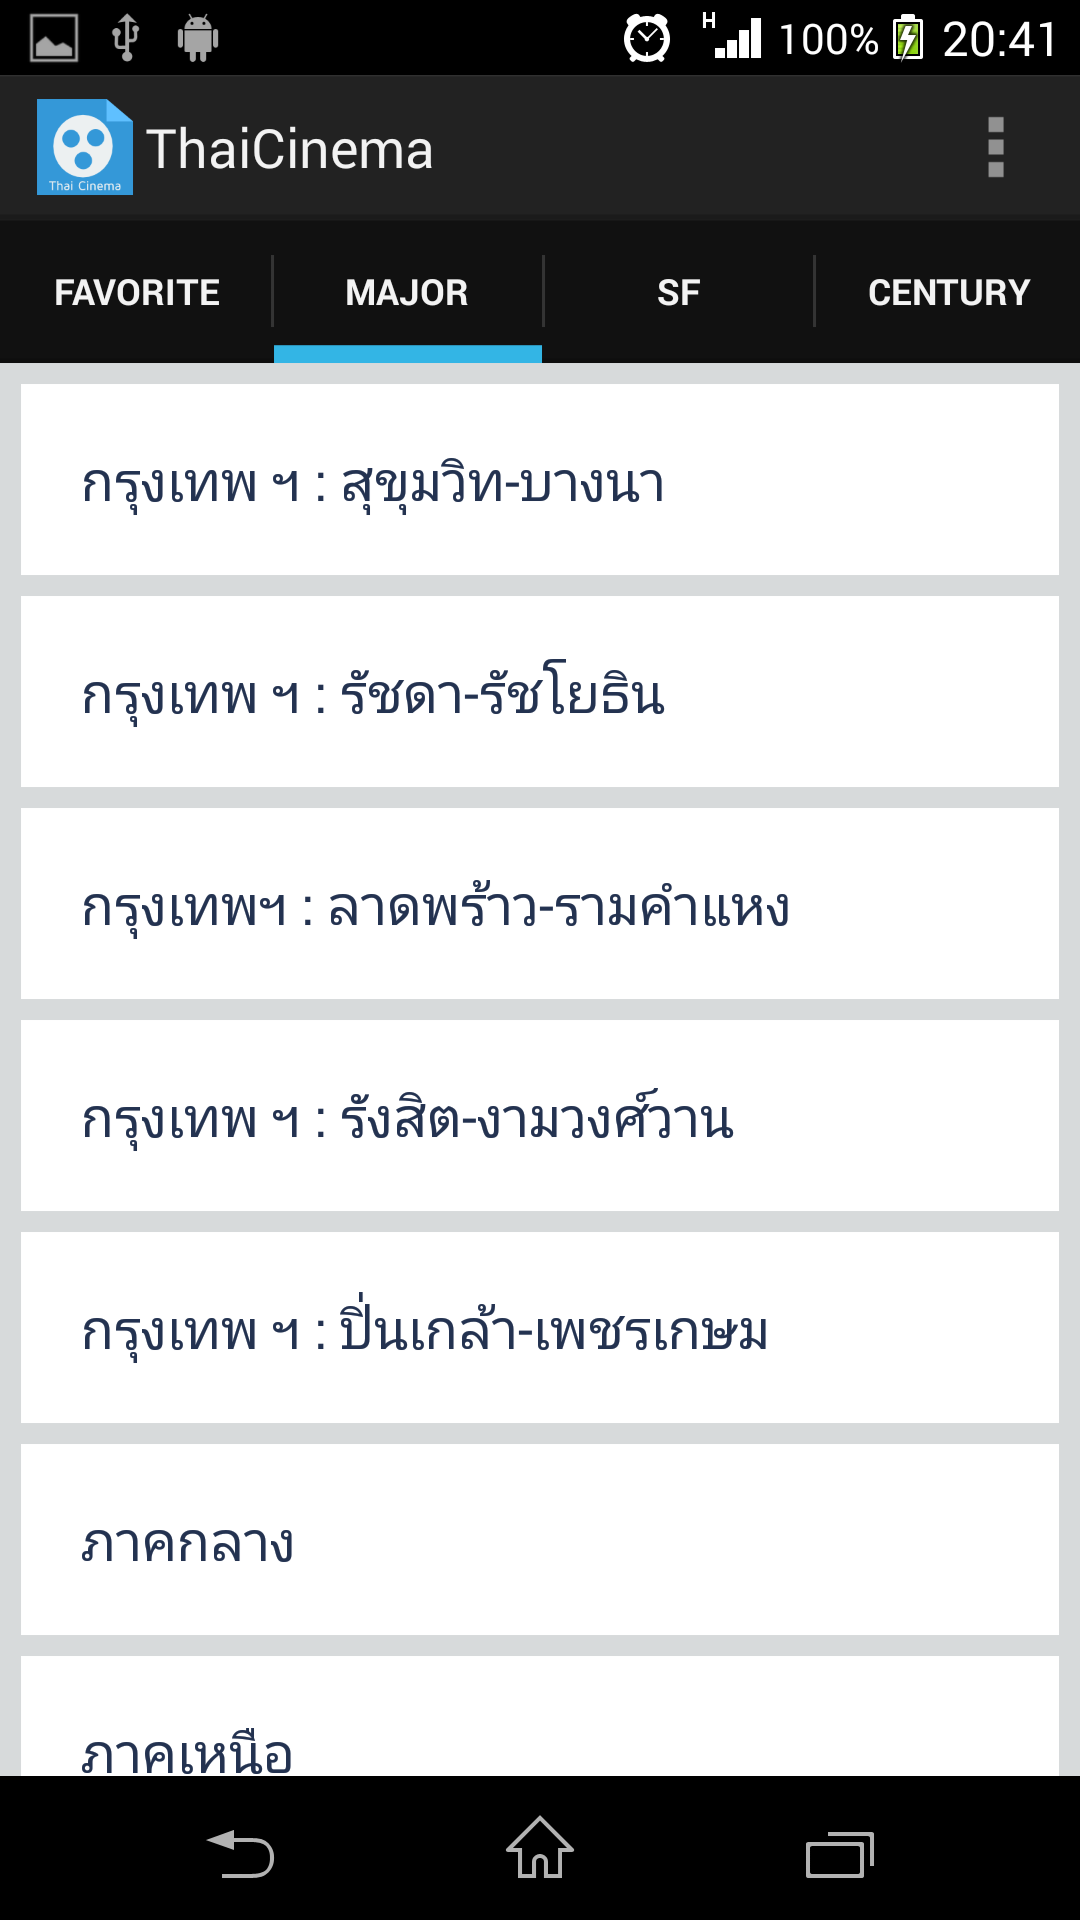 H 100% 20:41
Thai Cinema
ThaiCinema
FAVORITE MAJOR SF CENTURY
กรุงเทพ ฯ : สุขุมวิท-บางนา
กรุงเทพ ฯ : รัชดา-รัชโยธิน
กรุงเทพฯ : ลาดพร้าว-รามคำแหง
กรุงเทพ ฯ : รังสิต-งามวงศ์วาน
กรุงเทพ ฯ : ปิ่นเกล้า-เพชรเกษม
ภาคกลาง
ภาคเหนือ